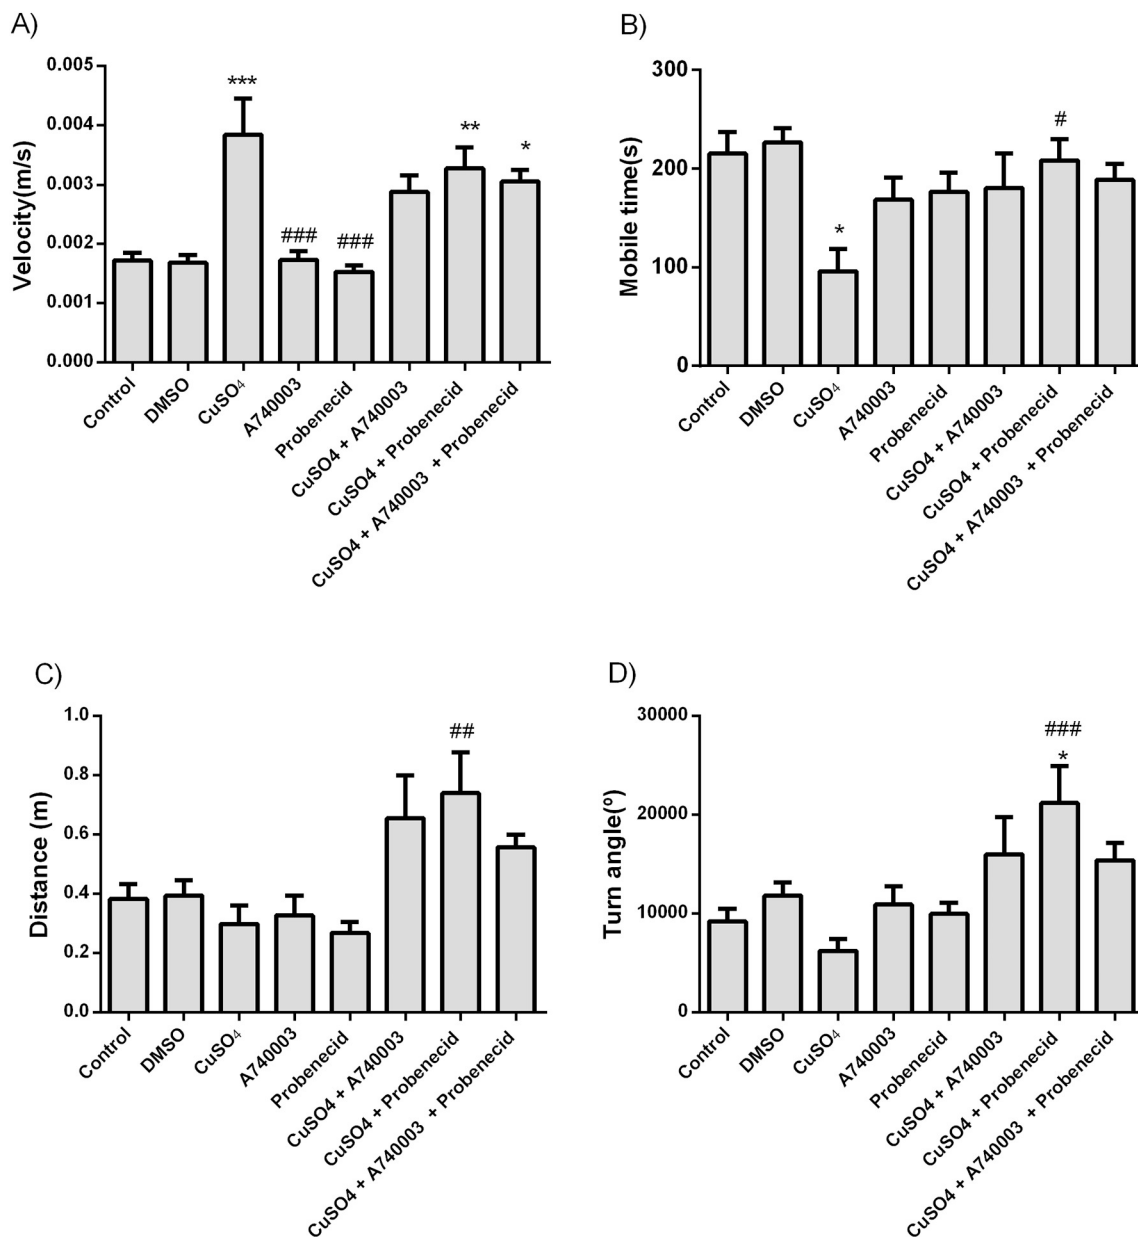 A)
Velocity(m/s)
0.005
0.004
0.003
0.002
0.001
0.000
***
###
###
**
*
Control
DMSO
CuSO₄
A740003
Probenecid
CuSO4 + A740003
CuSO4 + Probenecid
CuSO4 + A740003 + Probenecid
B)
Mobile time(s)
300
200
100
0
*
#
Control
DMSO
CuSO₄
A740003
Probenecid
CuSO4 + A740003
CuSO4 + Probenecid
CuSO4 + A740003 + Probenecid
C)
Distance (m)
1.0
0.8
0.6
0.4
0.2
0.0
##
Control
DMSO
CuSO₄
A740003
Probenecid
CuSO4 + A740003
CuSO4 + Probenecid
CuSO4 + A740003 + Probenecid
D)
Turn angle(º)
30000
20000
10000
0
###
*
Control
DMSO
CuSO₄
A740003
Probenecid
CuSO4 + A740003
CuSO4 + Probenecid
CuSO4 + A740003 + Probenecid